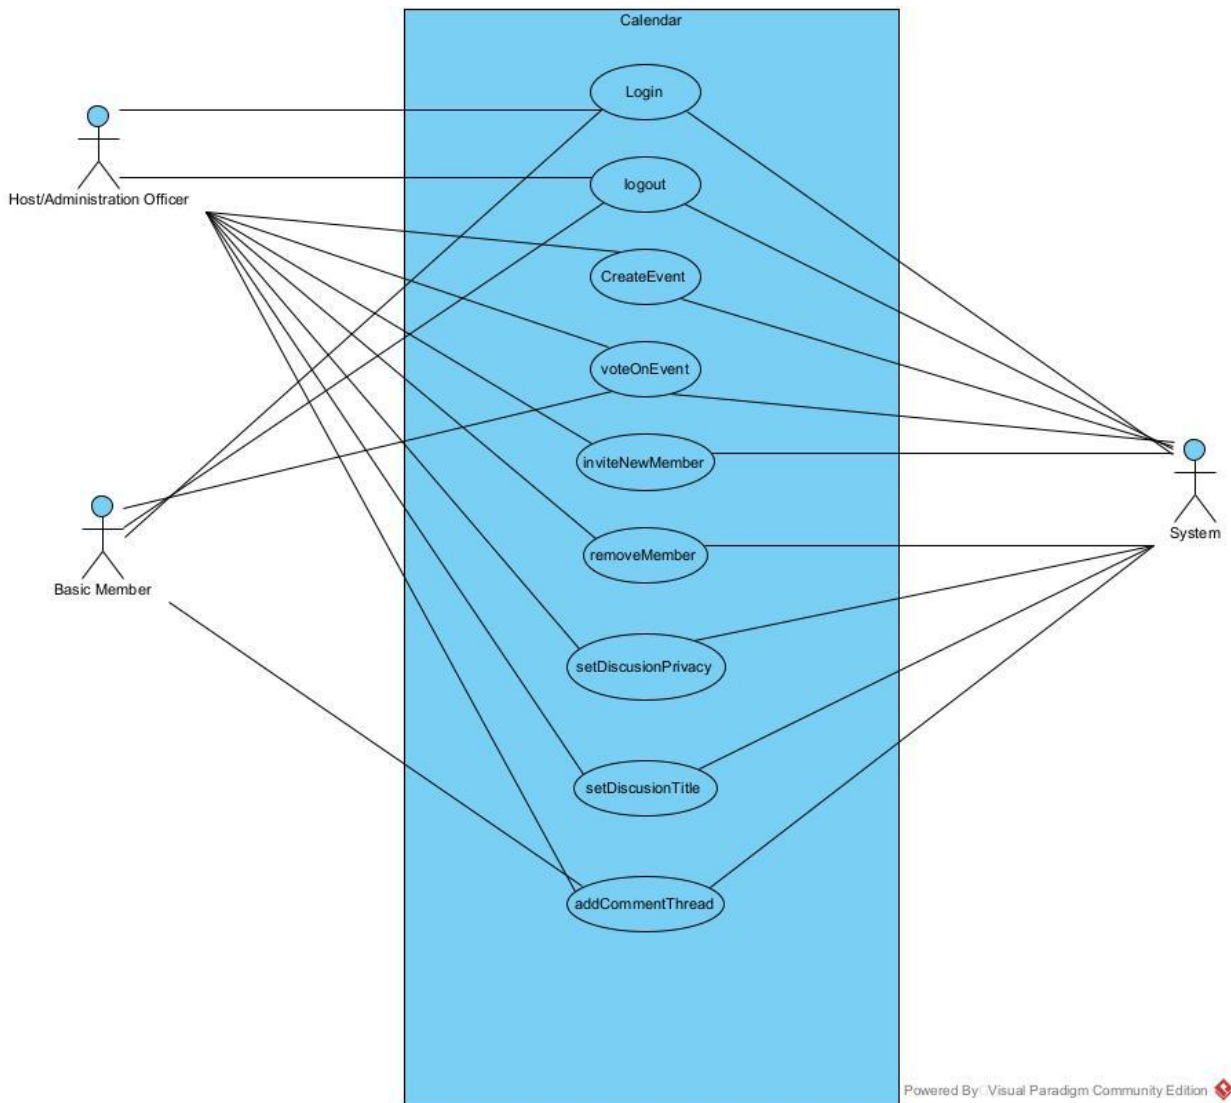 Calendar
Login
Host/Administration Officer
logout
CreateEvent
voteOnEvent
inviteNewMember
System
removeMember
Basic Member
setDiscusionPrivacy
setDiscusionTitle
addCommentThread
Powered By Visual Paradigm Community Edition